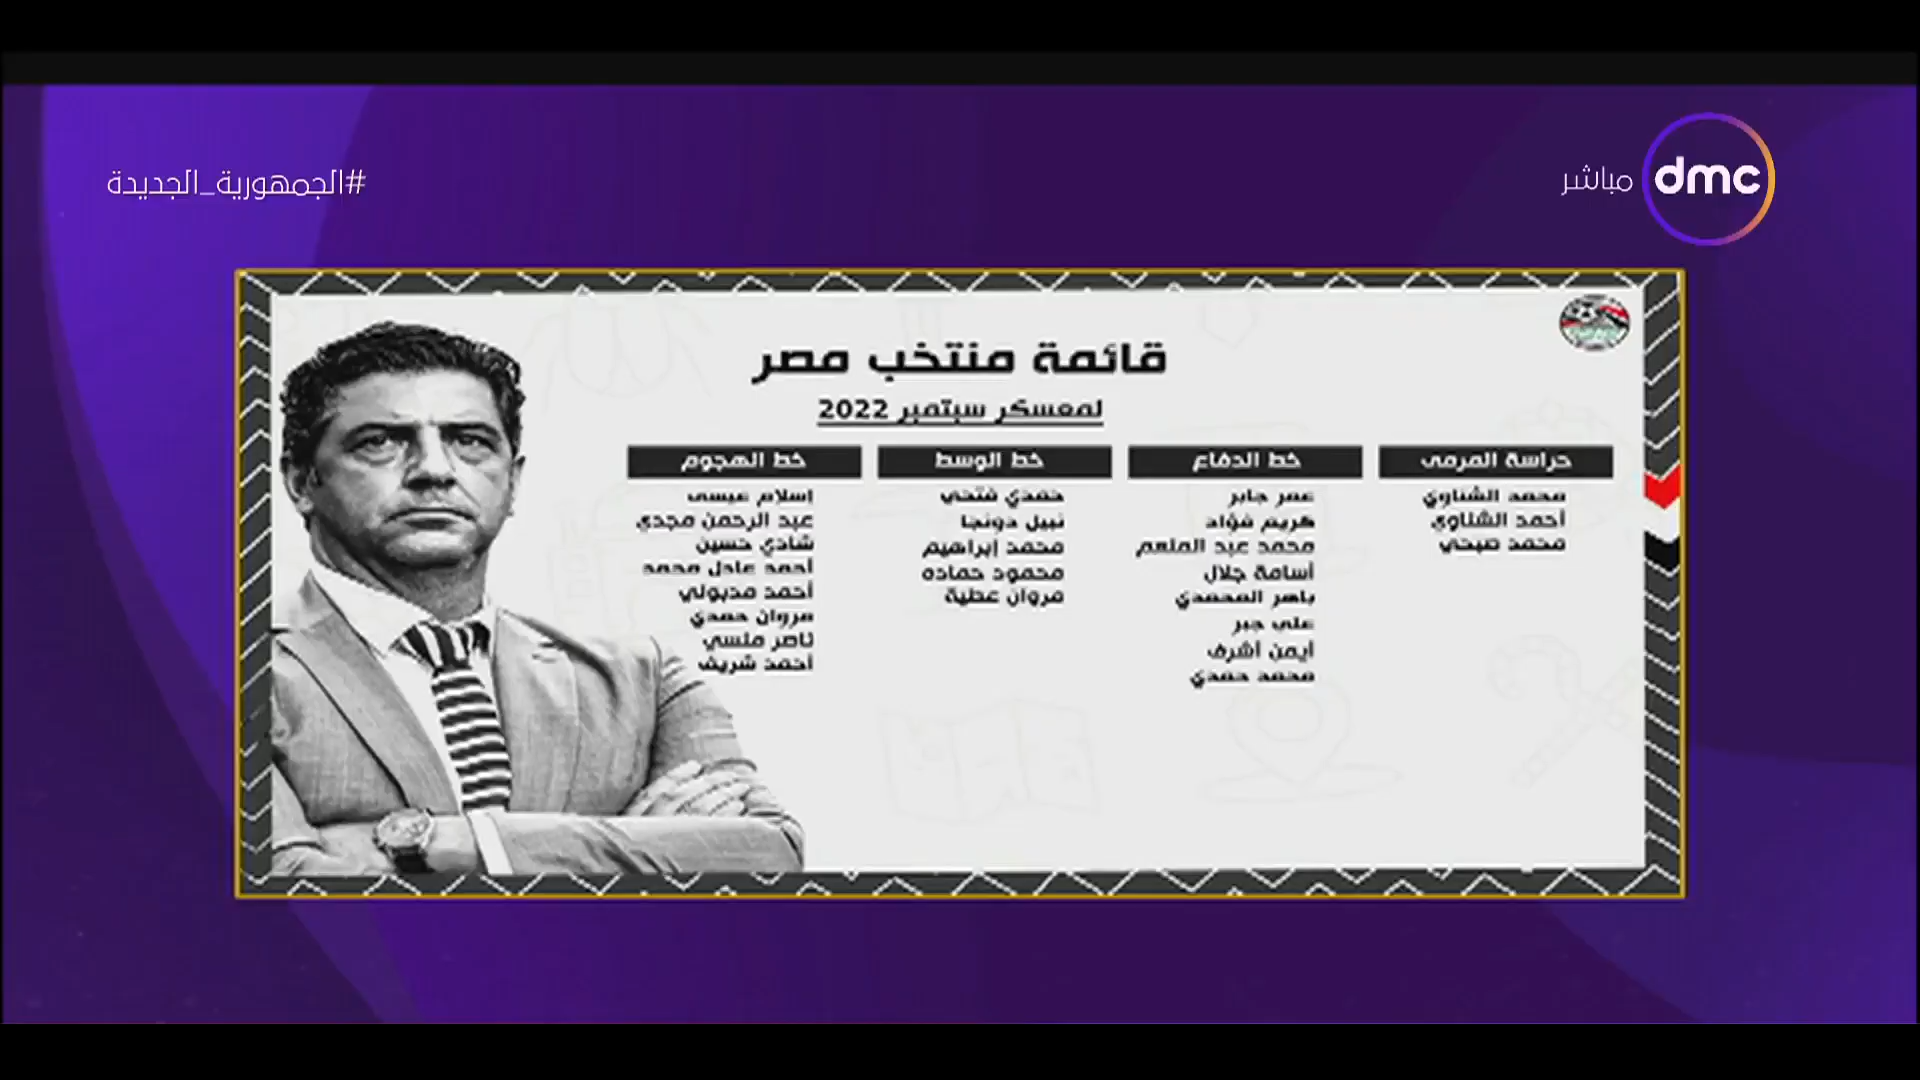 #الجمهورية_الجديدة
مباشر
dmc
قائمة منتخب مصر
لمعسكر سبتمبر 2022
حراسة المرمى
محمد الشناوي
أحمد الشناوي
محمد صبحي
خط الدفاع
عمر جابر
كريم فؤاد
محمد عبد المنعم
أسامة جلال
باهر المحمدي
علي جبر
أيمن أشرف
محمد حمدي
خط الوسط
حمدي فتحي
نبيل دونجا
محمد إبراهيم
محمود حماده
مروان عطية
خط الهجوم
إسلام عيسى
عبد الرحمن مجدي
شادي حسين
أحمد عادل محمد
أحمد مدبولي
مروان حمدي
ناصر منسي
أحمد شريف